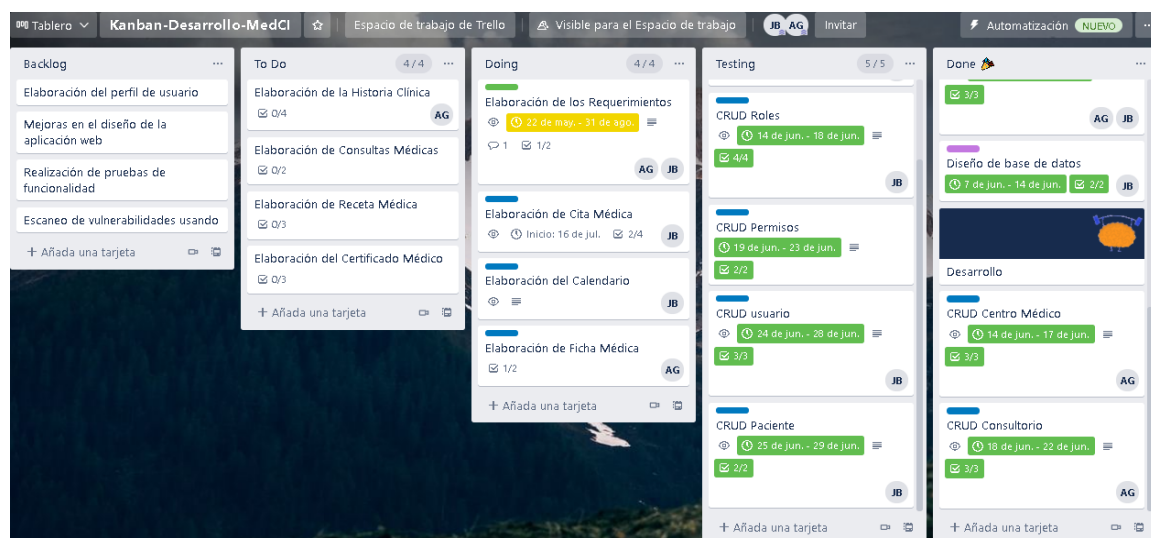 Tablero
Kanban-Desarrollo-MedCI
Espacio de trabajo de Trello
Visible para el Espacio de trabajo
JB AG
Invitar
Automatización NUEVO
Backlog
Elaboración del perfil de usuario
Mejoras en el diseño de la
aplicación web
Realización de pruebas de
funcionalidad
Escaneo de vulnerabilidades usando
+ Añada una tarjeta
To Do 4/4
Elaboración de la Historia Clínica
0/4
AG
Elaboración de Consultas Médicas
0/2
Elaboración de Receta Médica
0/3
Elaboración del Certificado Médico
0/3
+ Añada una tarjeta
Doing 4/4
Elaboración de los Requerimientos
22 de may. - 31 de ago.
1 1/2
AG JB
Elaboración de Cita Médica
Inicio: 16 de jul. 2/4
JB
Elaboración del Calendario
JB
Elaboración de Ficha Médica
1/2
AG
+ Añada una tarjeta
Testing 5/5
CRUD Roles
14 de jun. - 18 de jun.
4/4
JB
CRUD Permisos
19 de jun. - 23 de jun.
2/2
CRUD usuario
24 de jun. - 28 de jun.
3/3
JB
CRUD Paciente
25 de jun. - 29 de jun.
2/2
JB
+ Añada una tarjeta
Done
3/3
AG JB
Diseño de base de datos
7 de jun. - 14 de jun. 2/2
JB
Desarrollo
CRUD Centro Médico
14 de jun. - 17 de jun.
3/3
AG
CRUD Consultorio
18 de jun. - 22 de jun.
3/3
AG
+ Añada una tarjeta